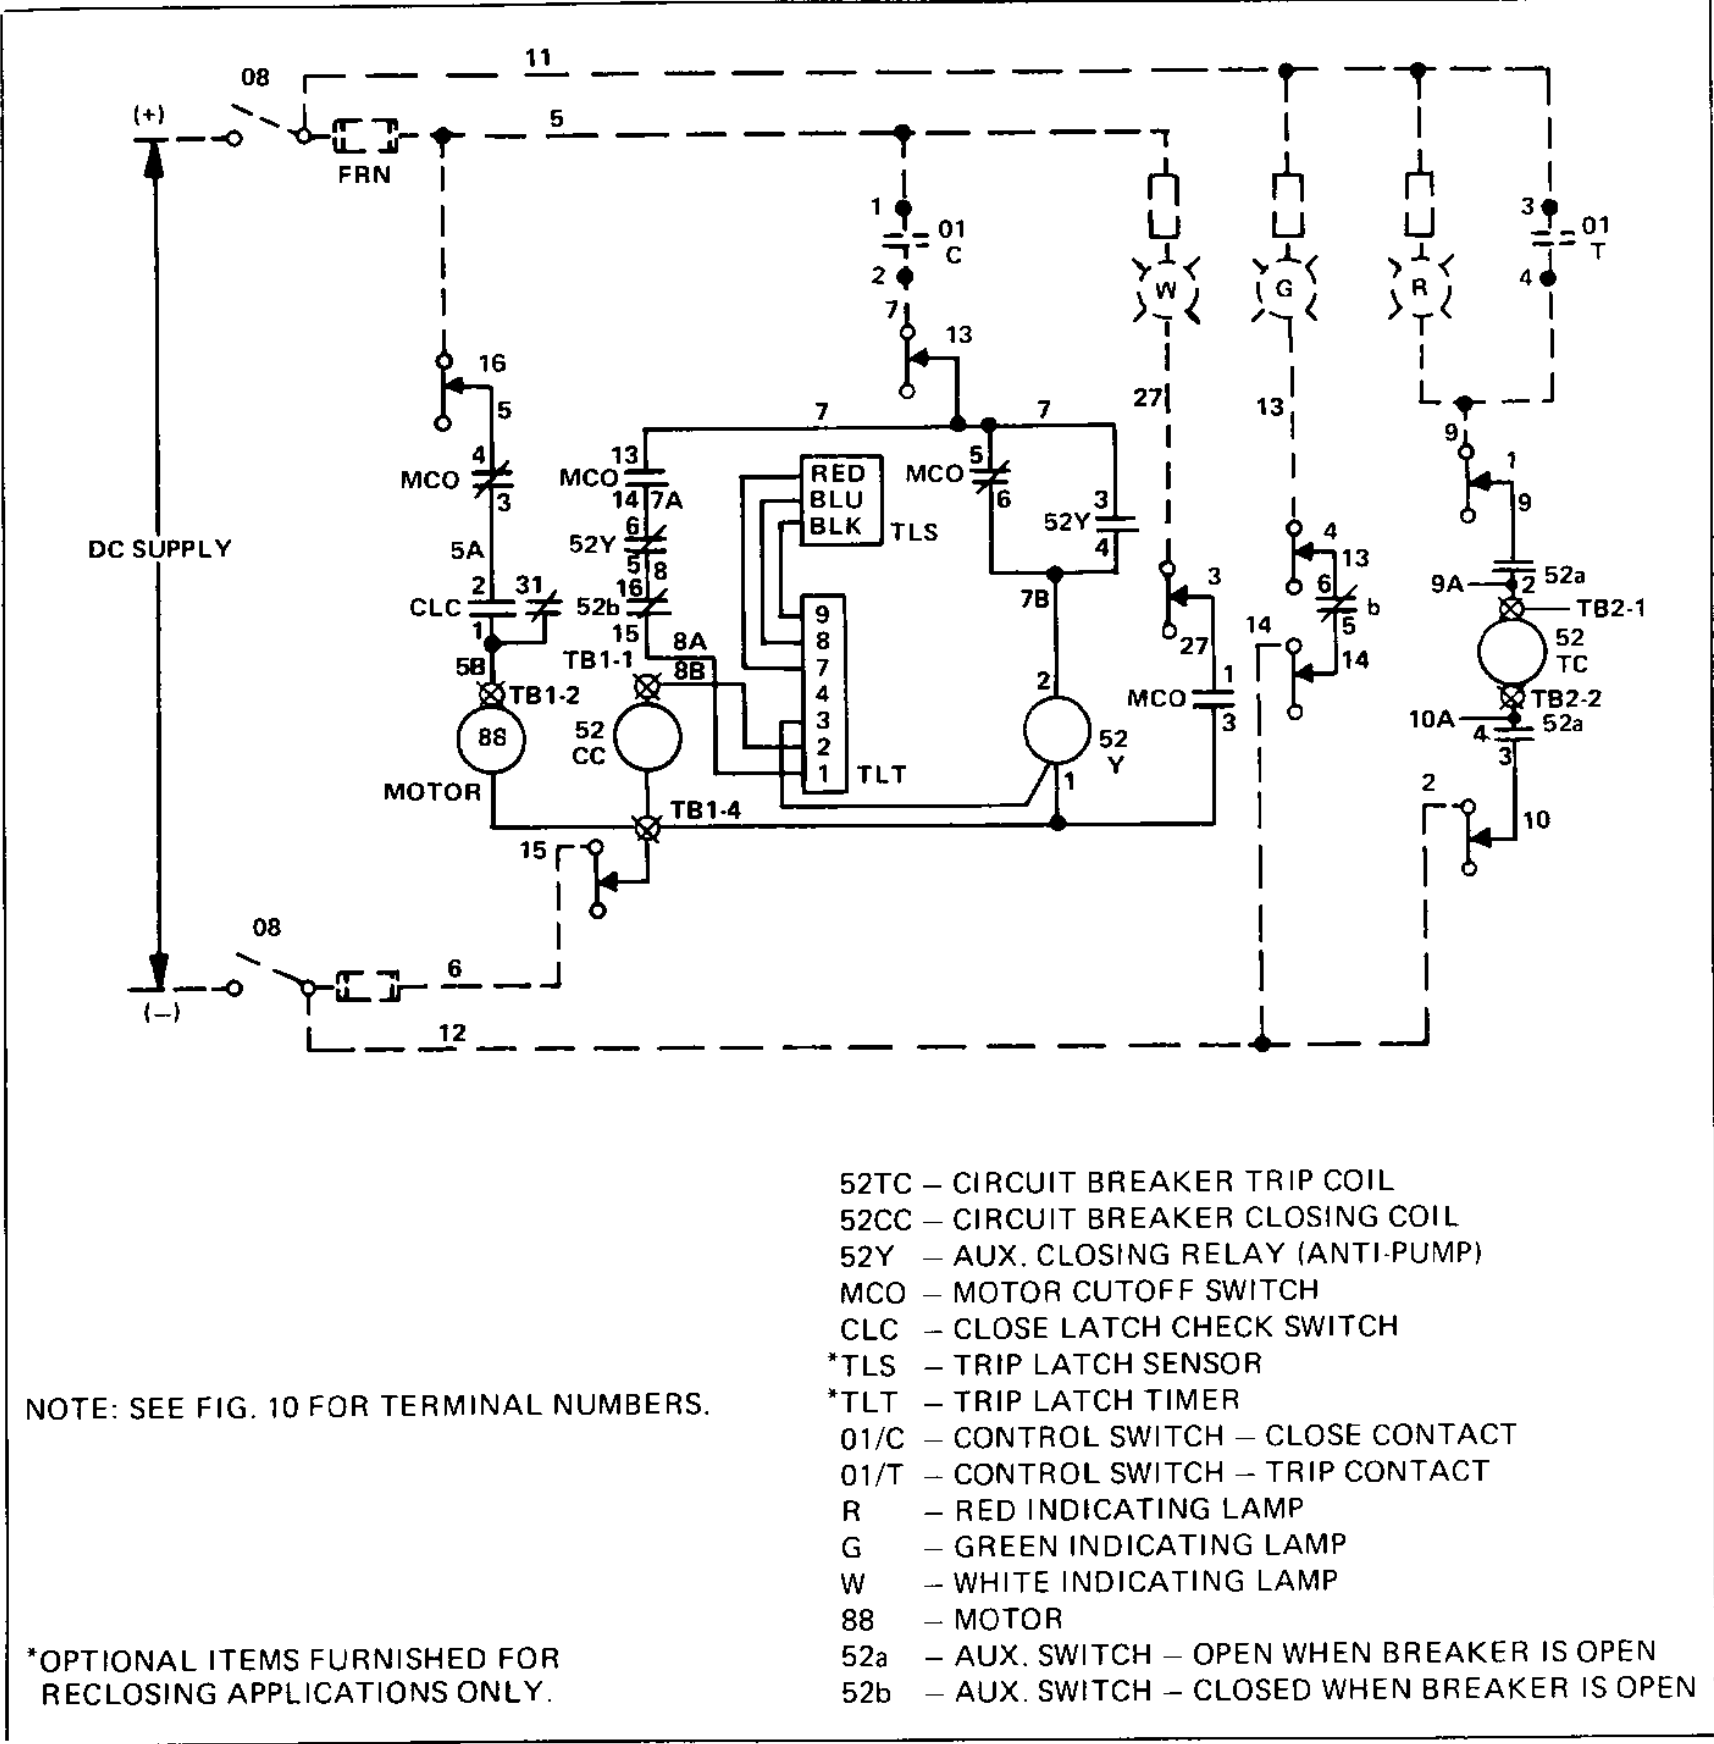 11
08
(+)
5
FRN
1
01
C
2
7
3
01
T
4
W
G
R
13
16
5
27
13
7
7
9
1
4
MCO
3
13
MCO
14 7A
RED
BLU
BLK
TLS
5
MCO
6
3
52Y
4
9
DC SUPPLY
5A
6
52Y
5 8
4
13
2
31
CLC
1
16
52b
15
9
8
7
4
3
2
1
TLT
7B
3
27
6
b
5
14
14
9A
2
52a
TB2-1
52
TC
TB2-2
10A
4
52a
3
5B
TB1-2
88
MOTOR
TB1-1
8A
8B
52
CC
TB1-4
2
52
Y
1
MCO
1
3
2
10
15
08
6
(—)
12
52TC – CIRCUIT BREAKER TRIP COIL
52CC – CIRCUIT BREAKER CLOSING COIL
52Y – AUX. CLOSING RELAY (ANTI-PUMP)
MCO – MOTOR CUTOFF SWITCH
CLC – CLOSE LATCH CHECK SWITCH
*TLS – TRIP LATCH SENSOR
*TLT – TRIP LATCH TIMER
01/C – CONTROL SWITCH – CLOSE CONTACT
01/T – CONTROL SWITCH – TRIP CONTACT
R – RED INDICATING LAMP
G – GREEN INDICATING LAMP
W – WHITE INDICATING LAMP
88 – MOTOR
52a – AUX. SWITCH – OPEN WHEN BREAKER IS OPEN
52b – AUX. SWITCH – CLOSED WHEN BREAKER IS OPEN
NOTE: SEE FIG. 10 FOR TERMINAL NUMBERS.
*OPTIONAL ITEMS FURNISHED FOR
RECLOSING APPLICATIONS ONLY.